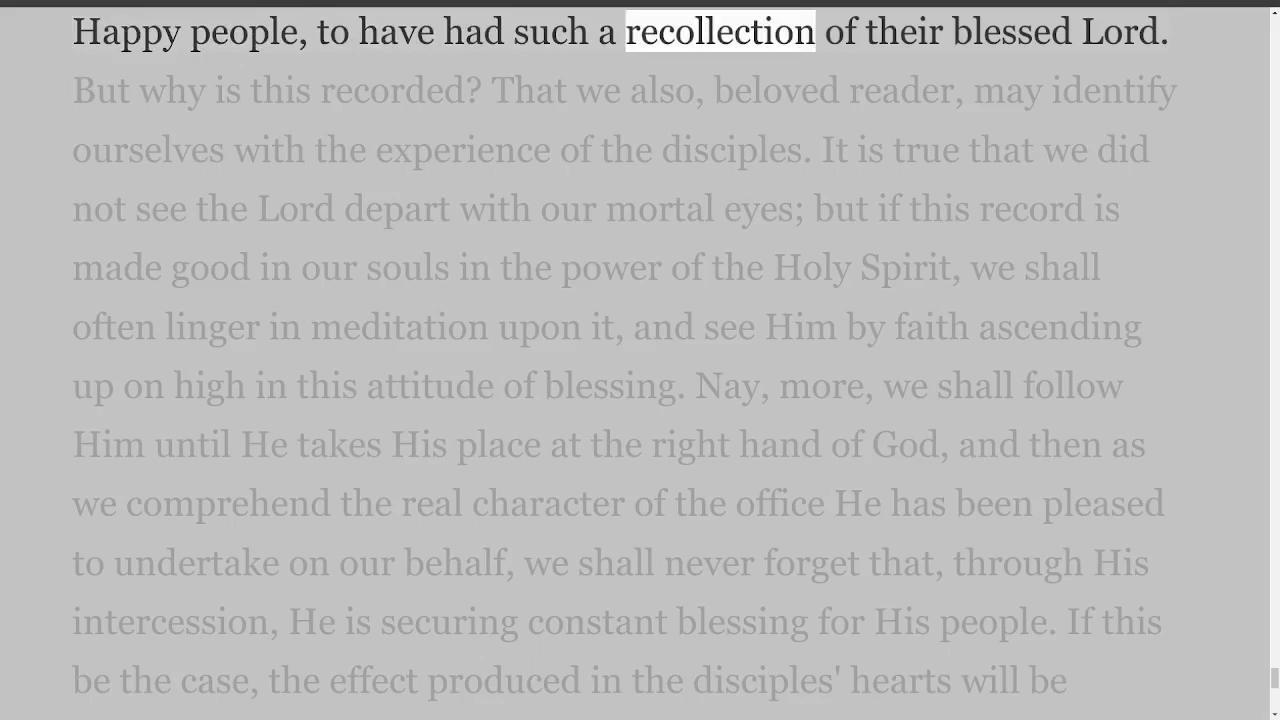 Happy people, to have had such a recollection of their blessed Lord.
But why is this recorded? That we also, beloved reader, may identify
ourselves with the experience of the disciples. It is true that we did
not see the Lord depart with our mortal eyes; but if this record is
made good in our souls in the power of the Holy Spirit, we shall
often linger in meditation upon it, and see Him by faith ascending
up on high in this attitude of blessing. Nay, more, we shall follow
Him until He takes His place at the right hand of God, and then as
we comprehend the real character of the office He has been pleased
to undertake on our behalf, we shall never forget that, through His
intercession, He is securing constant blessing for His people. If this
be the case, the effect produced in the disciples' hearts will be